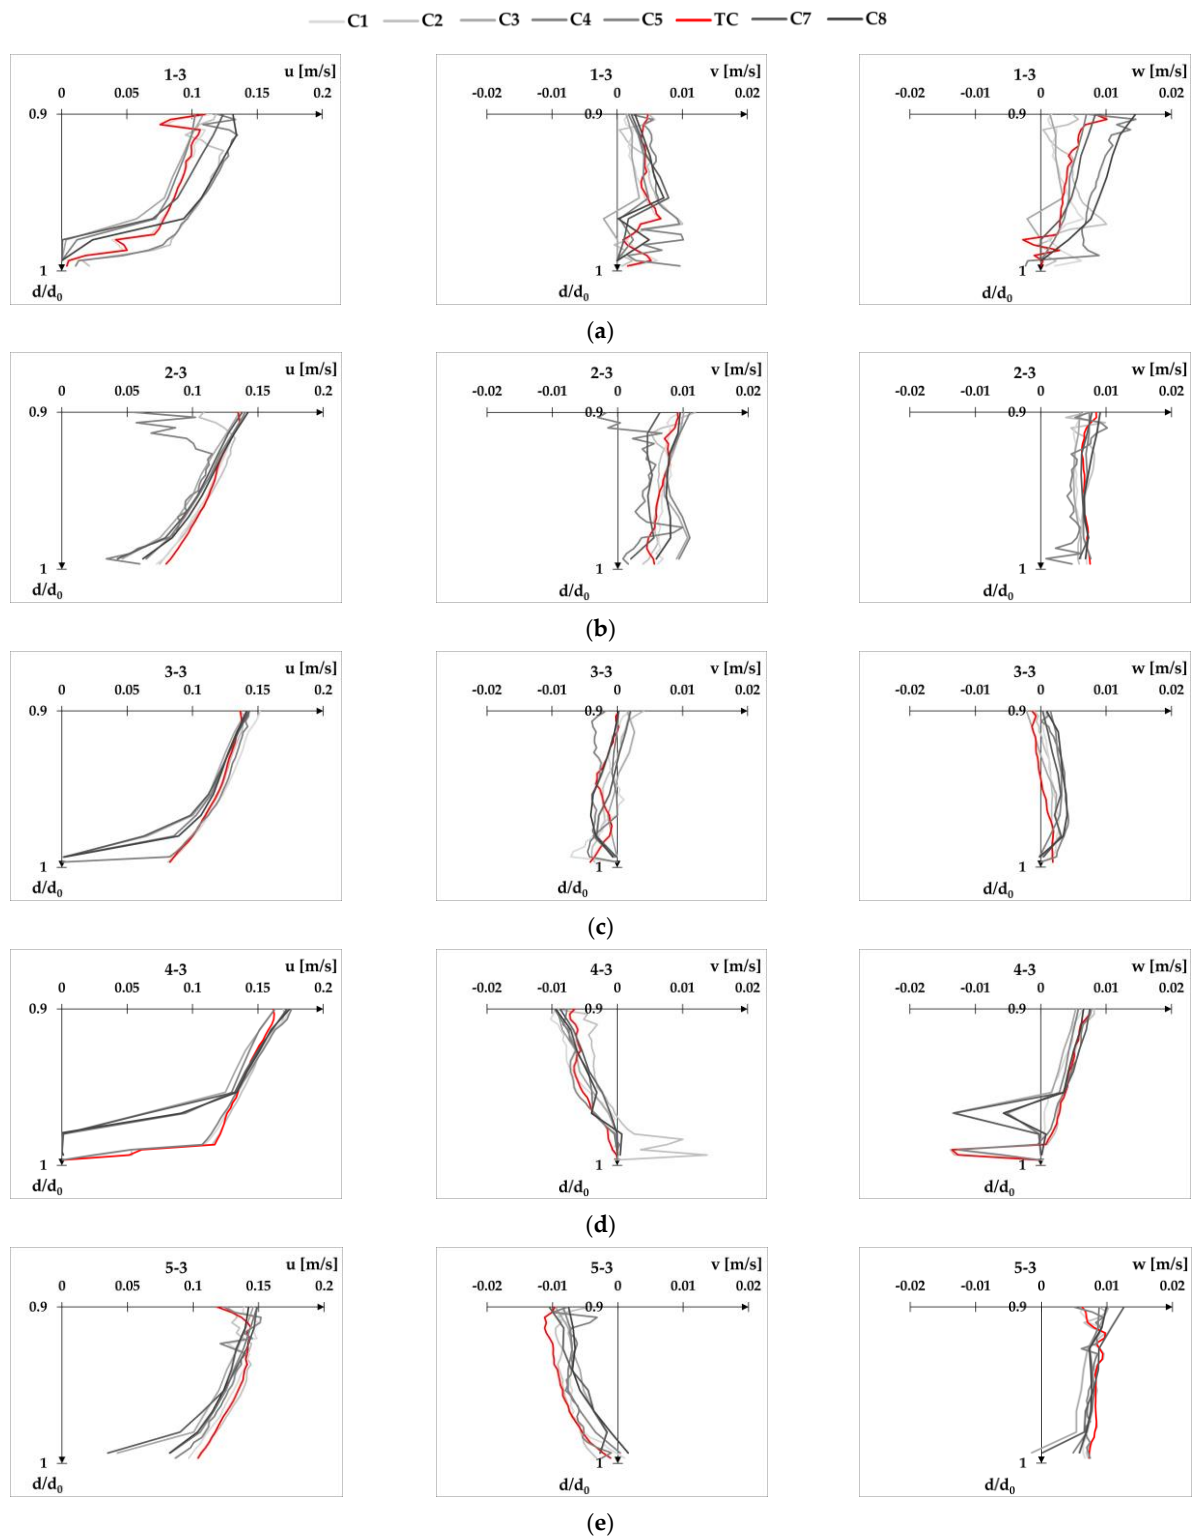 C1 C2 C3 C4 C5 TC C7 C8
u [m/s] v [m/s] w [m/s]
1-3 1-3 1-3
0 0.05 0.1 0.15 0.2 -0.02 -0.01 0 0.01 0.02 -0.02 -0.01 0 0.01 0.02
0.9 0.9 0.9
1 1 1
d/d0 d/d0 d/d0
(a)
u [m/s] v [m/s] w [m/s]
2-3 2-3 2-3
0 0.05 0.1 0.15 0.2 -0.02 -0.01 0 0.01 0.02 -0.02 -0.01 0 0.01 0.02
0.9 0.9 0.9
1 1 1
d/d0 d/d0 d/d0
(b)
u [m/s] v [m/s] w [m/s]
3-3 3-3 3-3
0 0.05 0.1 0.15 0.2 -0.02 -0.01 0 0.01 0.02 -0.02 -0.01 0 0.01 0.02
0.9 0.9 0.9
1 1 1
d/d0 d/d0 d/d0
(c)
u [m/s] v [m/s] w [m/s]
4-3 4-3 4-3
0 0.05 0.1 0.15 0.2 -0.02 -0.01 0 0.01 0.02 -0.02 -0.01 0 0.01 0.02
0.9 0.9 0.9
1 1 1
d/d0 d/d0 d/d0
(d)
u [m/s] v [m/s] w [m/s]
5-3 5-3 5-3
0 0.05 0.1 0.15 0.2 -0.02 -0.01 0 0.01 0.02 -0.02 -0.01 0 0.01 0.02
0.9 0.9 0.9
1 1 1
d/d0 d/d0 d/d0
(e)